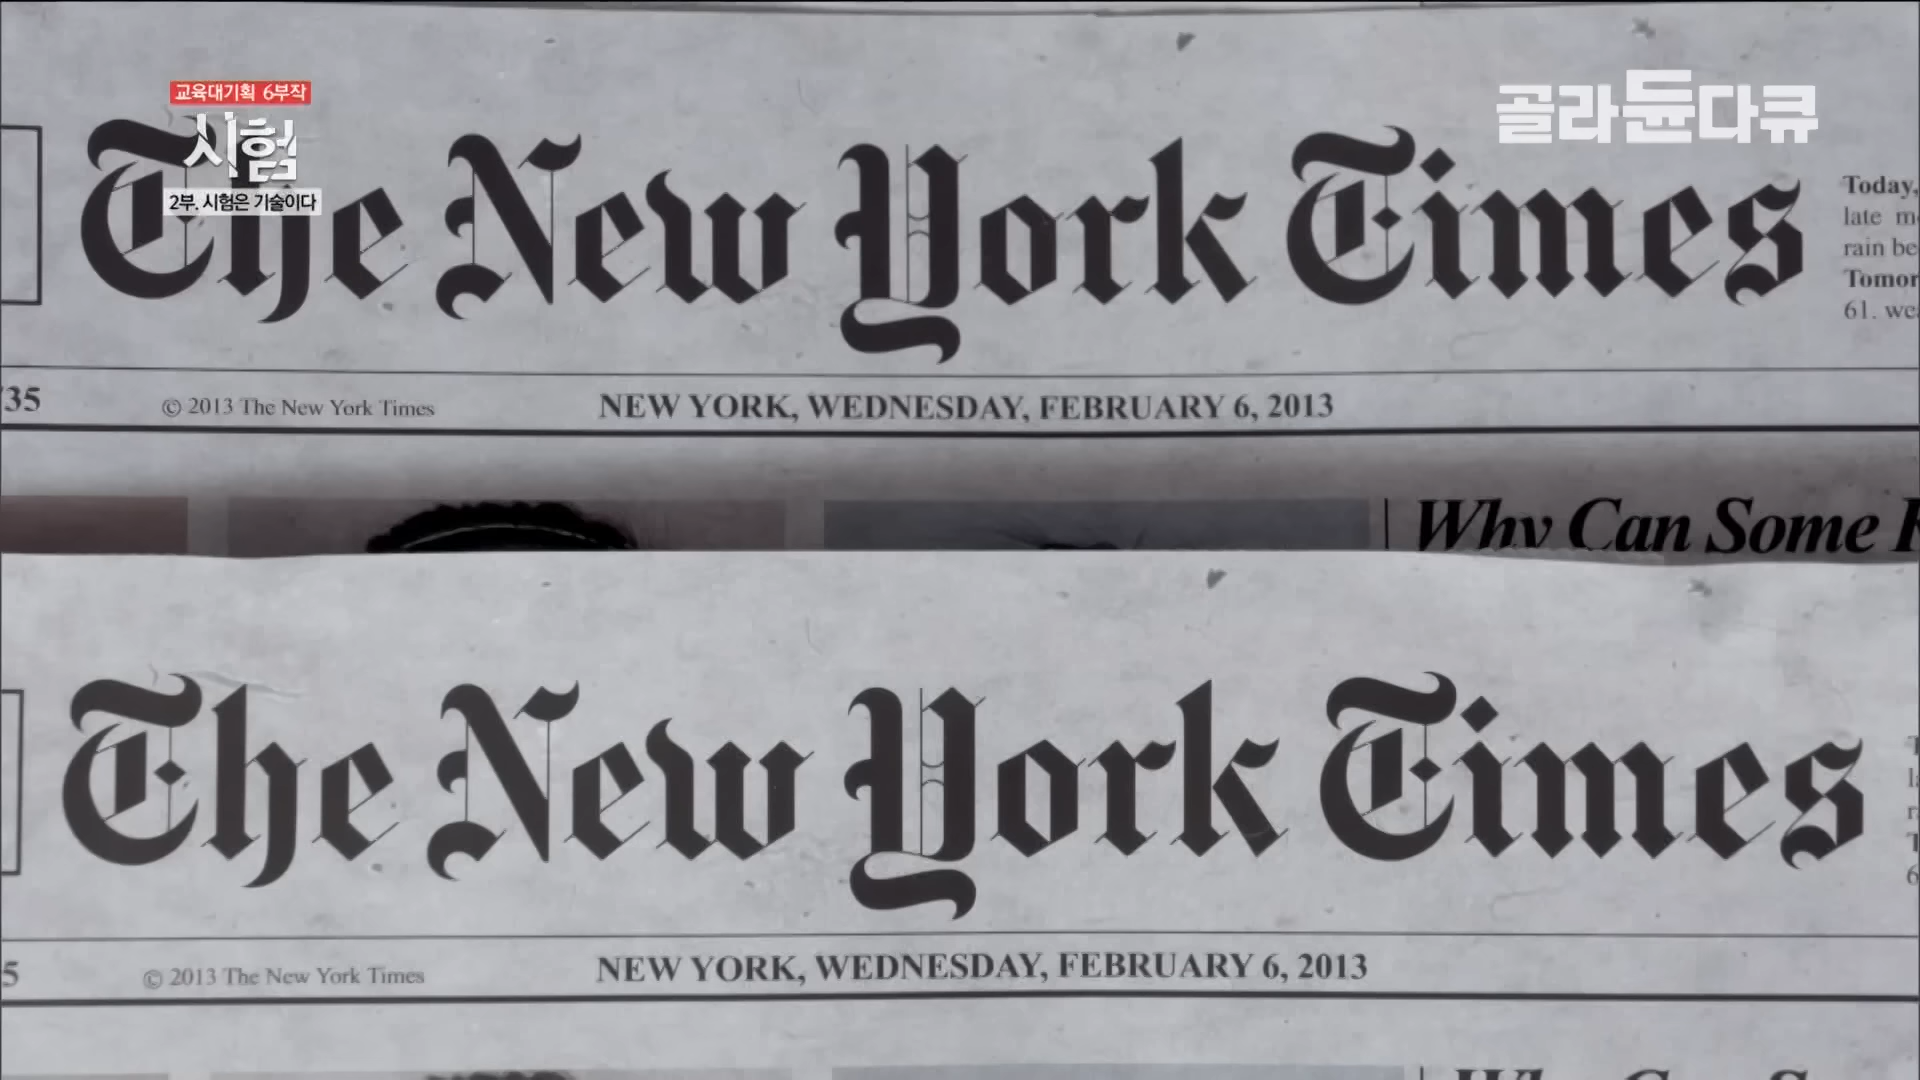 교육대기획 6부작
시험
2부. 시험은 기술이다
골라듄다큐
The New York Times
Today,
late
rain
Tomor
61.
35
© 2013 The New York Times
NEW YORK, WEDNESDAY, FEBRUARY 6, 2013
Why Can Some
The New York Times
5
© 2013 The New York Times
NEW YORK, WEDNESDAY, FEBRUARY 6, 2013